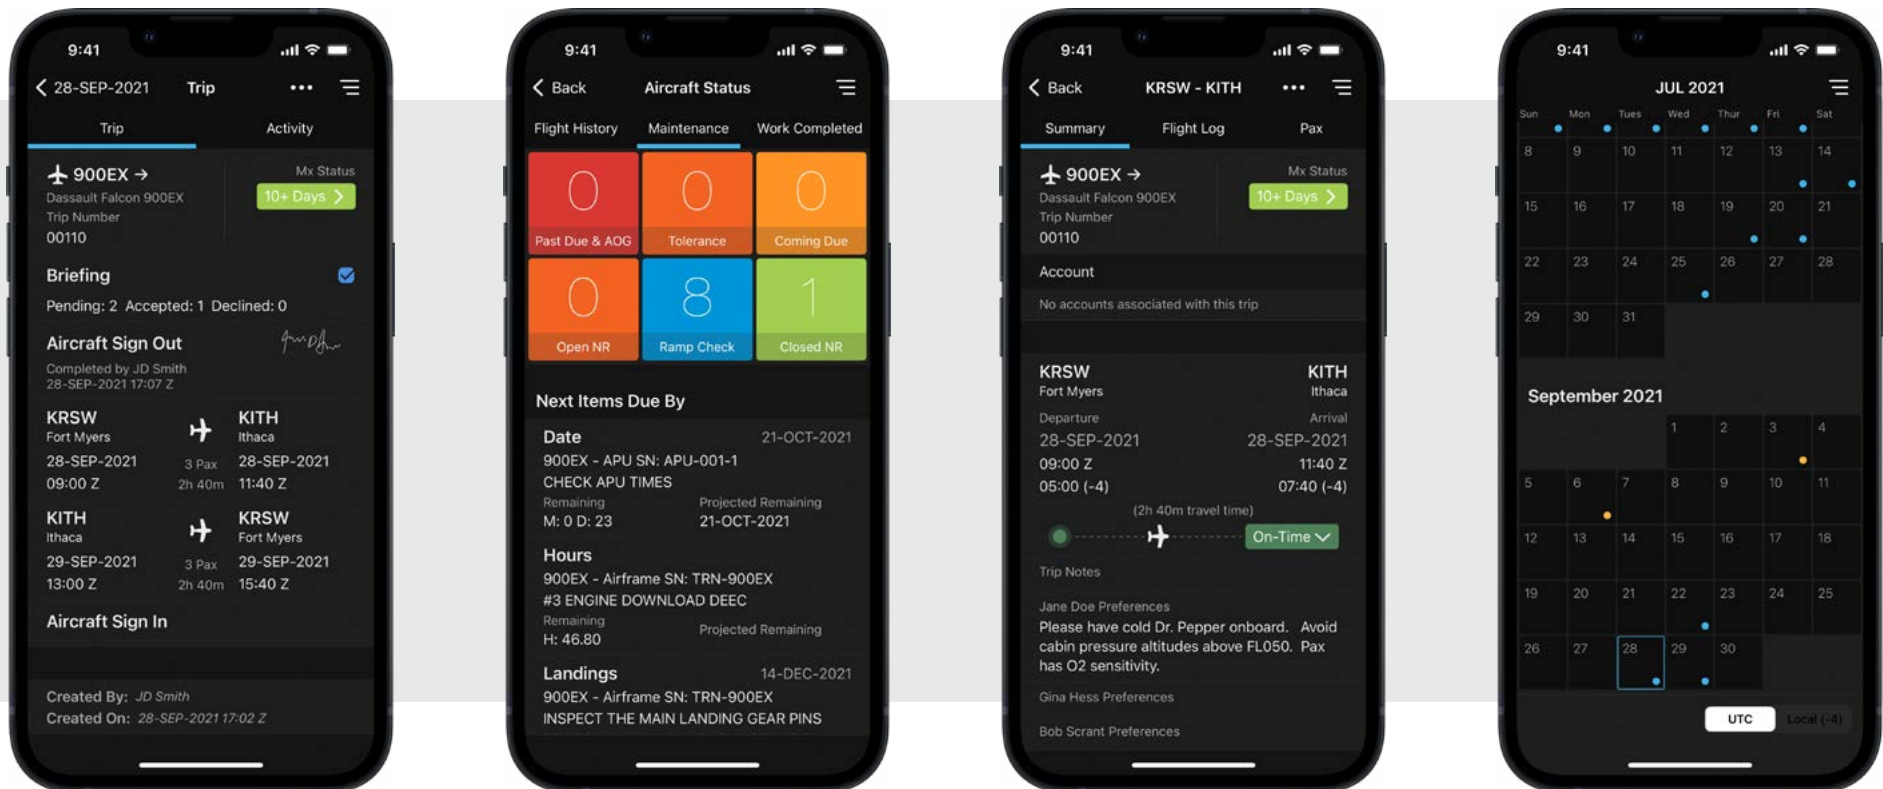 9:41
28-SEP-2021 Trip
Trip Activity
900EX → Mx Status
Dassault Falcon 900EX 10+ Days
Trip Number
00110
Briefing
Pending: 2 Accepted: 1 Declined: 0
Aircraft Sign Out
Completed by JD Smith
28-SEP-2021 17:07 Z
KRSW KITH
Fort Myers Ithaca
28-SEP-2021 3 Pax 28-SEP-2021
09:00 Z 2h 40m 11:40 Z
KITH KRSW
Ithaca Fort Myers
29-SEP-2021 3 Pax 29-SEP-2021
13:00 Z 2h 40m 15:40 Z
Aircraft Sign In
Created By: JD Smith
Created On: 28-SEP-2021 17:02 Z
9:41
Back Aircraft Status
Flight History Maintenance Work Completed
0 0 0
Past Due & AOG Tolerance Coming Due
0 8 1
Open NR Ramp Check Closed NR
Next Items Due By
Date 21-OCT-2021
900EX - APU SN: APU-001-1
CHECK APU TIMES
Remaining Projected Remaining
M: 0 D: 23 21-OCT-2021
Hours
900EX - Airframe SN: TRN-900EX
#3 ENGINE DOWNLOAD DEEC
Remaining Projected Remaining
H: 46.80
Landings 14-DEC-2021
900EX - Airframe SN: TRN-900EX
INSPECT THE MAIN LANDING GEAR PINS
9:41
Back KRSW - KITH
Summary Flight Log Pax
900EX → Mx Status
Dassault Falcon 900EX 10+ Days
Trip Number
00110
Account
No accounts associated with this trip
KRSW KITH
Fort Myers Ithaca
Departure Arrival
28-SEP-2021 28-SEP-2021
09:00 Z 11:40 Z
05:00 (-4) 07:40 (-4)
(2h 40m travel time)
On-Time
Trip Notes
Jane Doe Preferences
Please have cold Dr. Pepper onboard. Avoid
cabin pressure altitudes above FL050. Pax
has O2 sensitivity.
Gina Hess Preferences
Bob Scrant Preferences
9:41
JUL 2021
Sun Mon Tues Wed Thur Fri Sat
8 9 10 11 12 13 14
15 16 17 18 19 20 21
22 23 24 25 26 27 28
29 30 31
September 2021
1 2 3 4
5 6 7 8 9 10 11
12 13 14 15 16 17 18
19 20 21 22 23 24 25
26 27 28 29 30
UTC Local (-4)